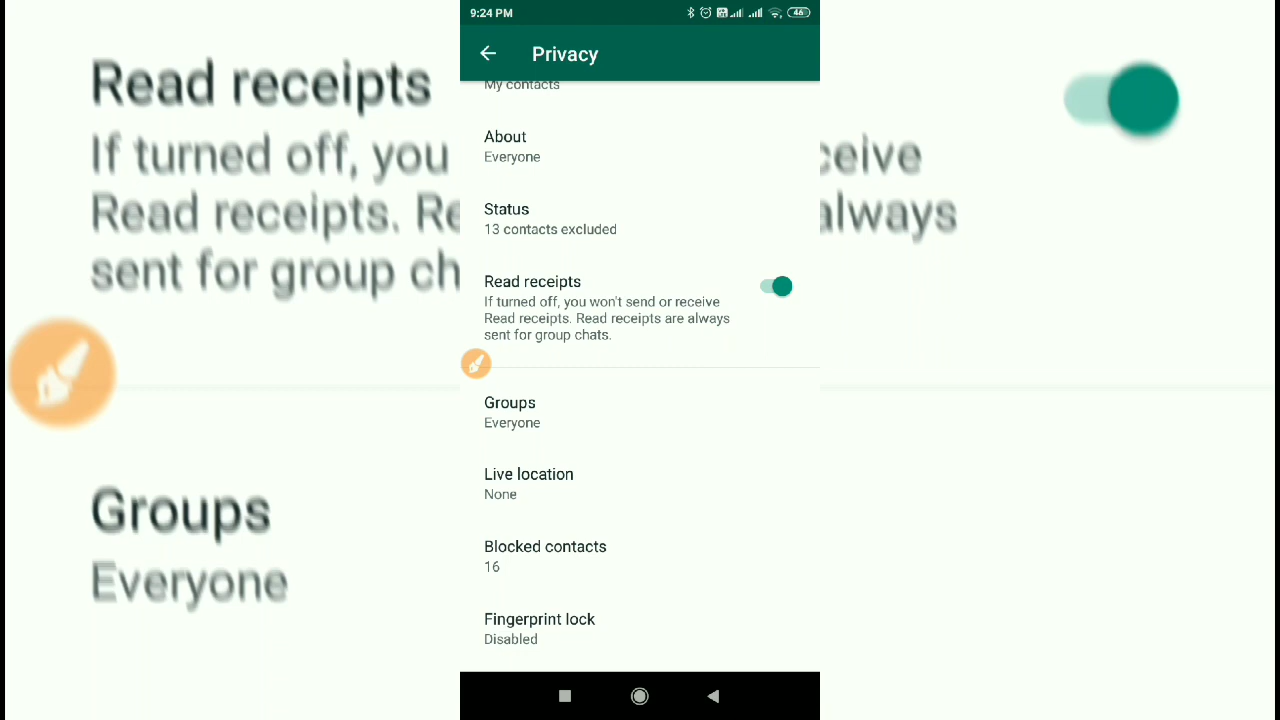 9:24 PM
46
Privacy
My contacts
About
Everyone
Status
13 contacts excluded
Read receipts
If turned off, you won't send or receive
Read receipts. Read receipts are always
sent for group chats.
Groups
Everyone
Live location
None
Blocked contacts
16
Fingerprint lock
Disabled
Read receipts
If turned off, you
ceive
Read receipts. Re
always
sent for group ch
Groups
Everyone